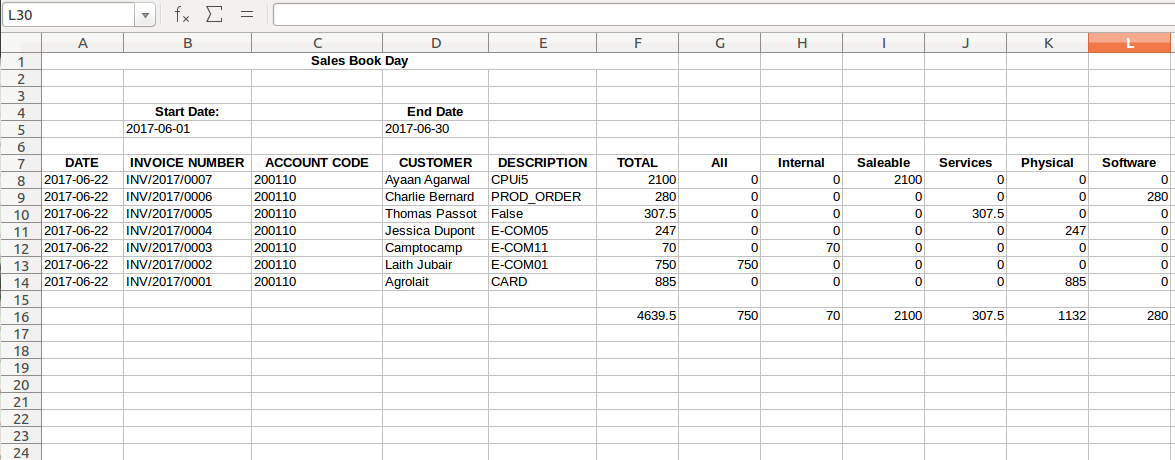 L30 fx Σ =
A B C D E F G H I J K L
1 Sales Book Day
2
3
4 Start Date: End Date
5 2017-06-01 2017-06-30
6
7 DATE INVOICE NUMBER ACCOUNT CODE CUSTOMER DESCRIPTION TOTAL All Internal Saleable Services Physical Software
8 2017-06-22 INV/2017/0007 200110 Ayaan Agarwal CPUi5 2100 0 0 2100 0 0 0
9 2017-06-22 INV/2017/0006 200110 Charlie Bernard PROD_ORDER 280 0 0 0 0 0 280
10 2017-06-22 INV/2017/0005 200110 Thomas Passot False 307.5 0 0 0 307.5 0 0
11 2017-06-22 INV/2017/0004 200110 Jessica Dupont E-COM05 247 0 0 0 0 247 0
12 2017-06-22 INV/2017/0003 200110 Camptocamp E-COM11 70 0 70 0 0 0 0
13 2017-06-22 INV/2017/0002 200110 Laith Jubair E-COM01 750 750 0 0 0 0 0
14 2017-06-22 INV/2017/0001 200110 Agrolait CARD 885 0 0 0 0 885 0
15
16 4639.5 750 70 2100 307.5 1132 280
17
18
19
20
21
22
23
24